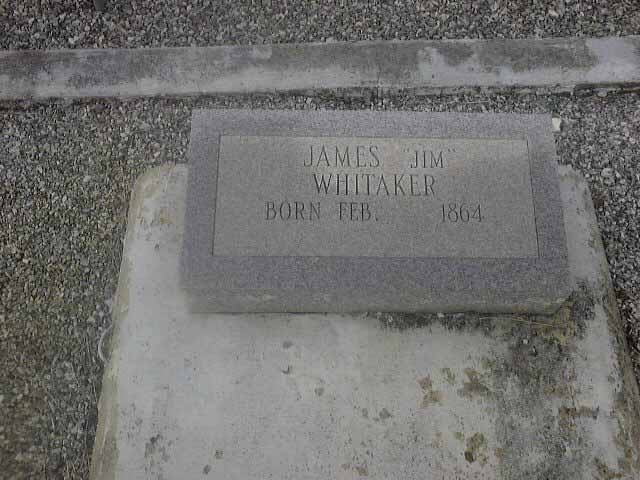 JAMES "JIM"
WHITAKER
BORN FEB. 1864